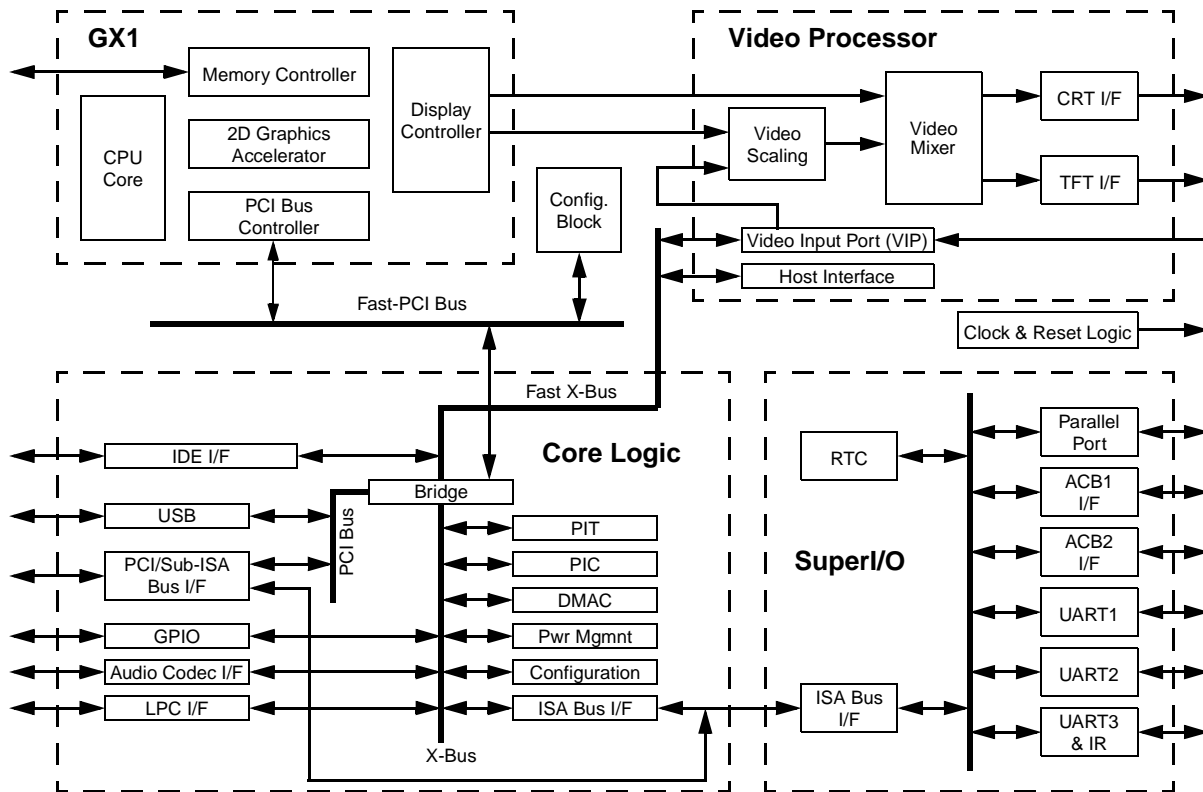 GX1
Memory Controller
CPU
Core
2D Graphics
Accelerator
PCI Bus
Controller
Display
Controller
Config.
Block
Fast-PCI Bus
Video Processor
Video
Scaling
Video
Mixer
CRT I/F
TFT I/F
Video Input Port (VIP)
Host Interface
Clock & Reset Logic
Fast X-Bus
Core Logic
IDE I/F
Bridge
USB
PCI Bus
PCI/Sub-ISA
Bus I/F
GPIO
Audio Codec I/F
LPC I/F
PIT
PIC
DMAC
Pwr Mgmnt
Configuration
ISA Bus I/F
X-Bus
SuperI/O
RTC
ISA Bus
I/F
Parallel
Port
ACB1
I/F
ACB2
I/F
UART1
UART2
UART3
& IR